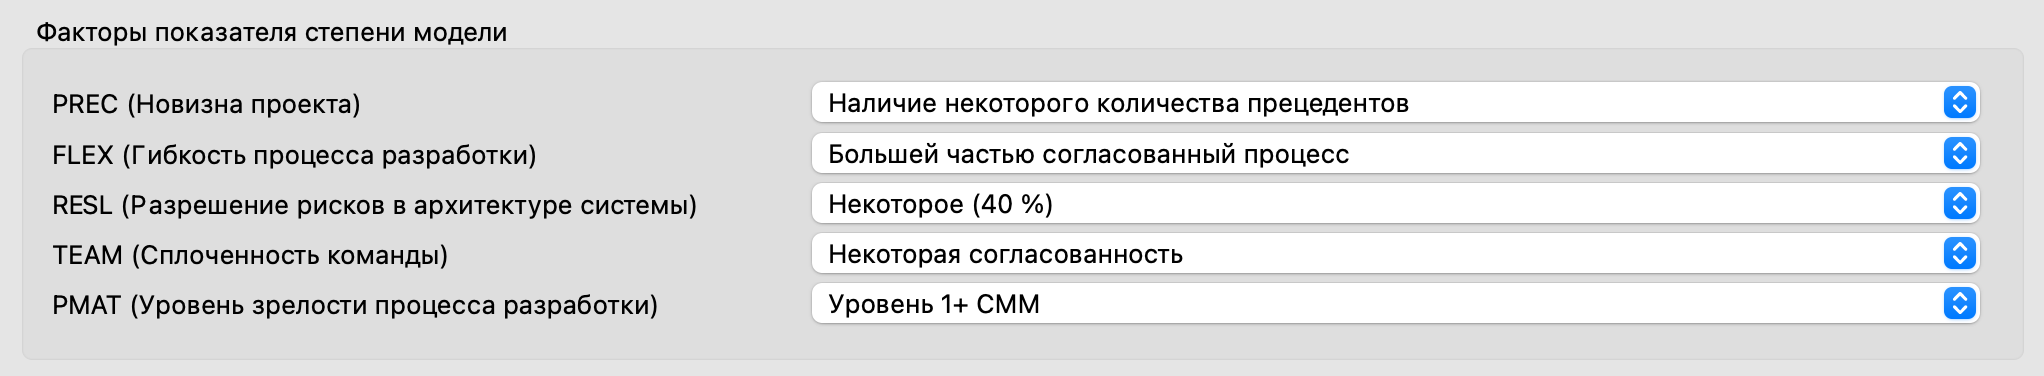 Факторы показателя степени модели
PREC (Новизна проекта) Наличие некоторого количества прецедентов
FLEX (Гибкость процесса разработки) Большей частью согласованный процесс
RESL (Разрешение рисков в архитектуре системы) Некоторое (40 %)
TEAM (Сплоченность команды) Некоторая согласованность
PMAT (Уровень зрелости процесса разработки) Уровень 1+ СММ